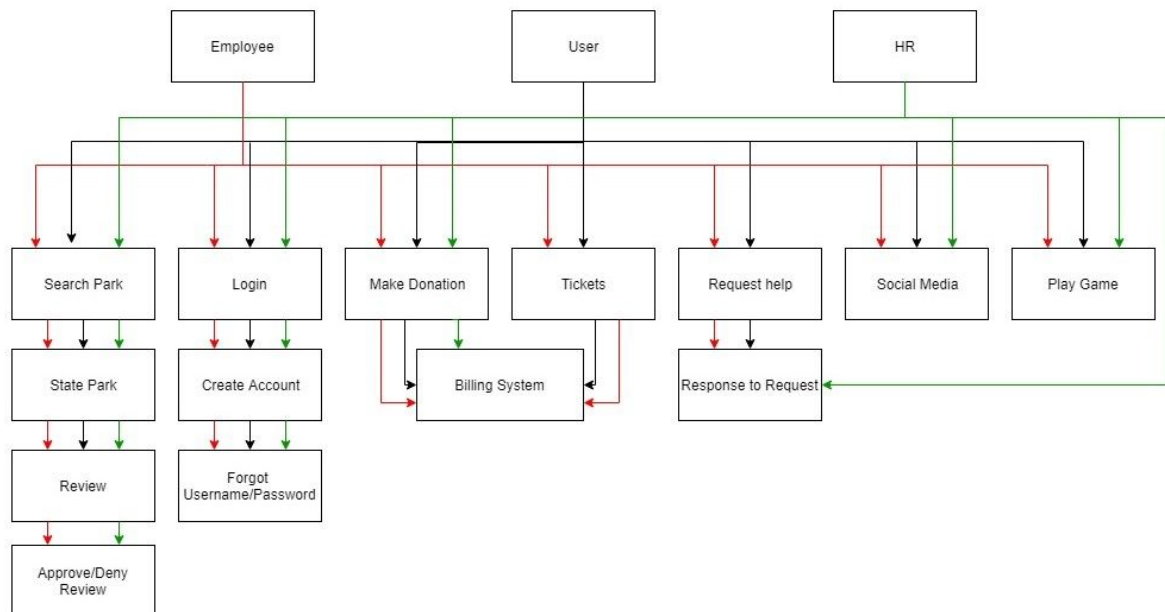 Employee
User
HR
Search Park
Login
Make Donation
Tickets
Request help
Social Media
Play Game
State Park
Create Account
Billing System
Response to Request
Review
Forgot
Username/Password
Approve/Deny
Review